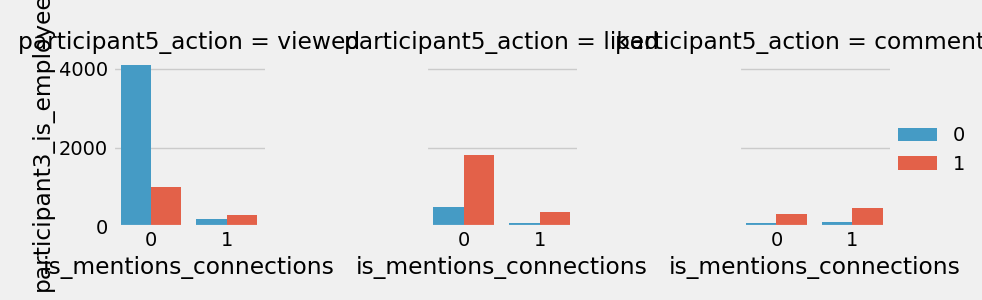 participant5_action = viewed
participant5_action = liked
participant5_action = comment
participant3_is_employee
4000
2000
0
0 1
0 1
0 1
is_mentions_connections
is_mentions_connections
is_mentions_connections
0
1